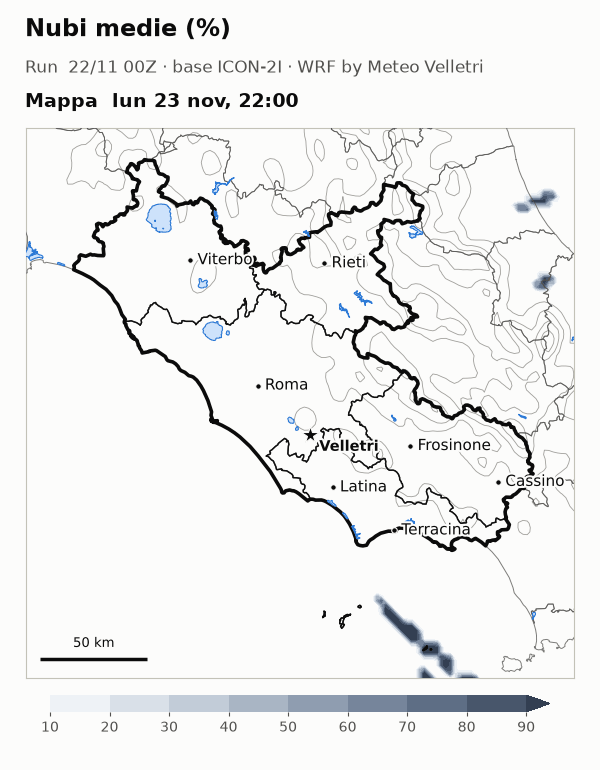 Nubi medie (%)
Run  22/11 00Z · base ICON-2I · WRF by Meteo Velletri
Mappa  lun 23 nov, 22:00
Viterbo
Rieti
Roma
Velletri
Frosinone
Cassino
Latina
Terracina
50 km
10 20 30 40 50 60 70 80 90